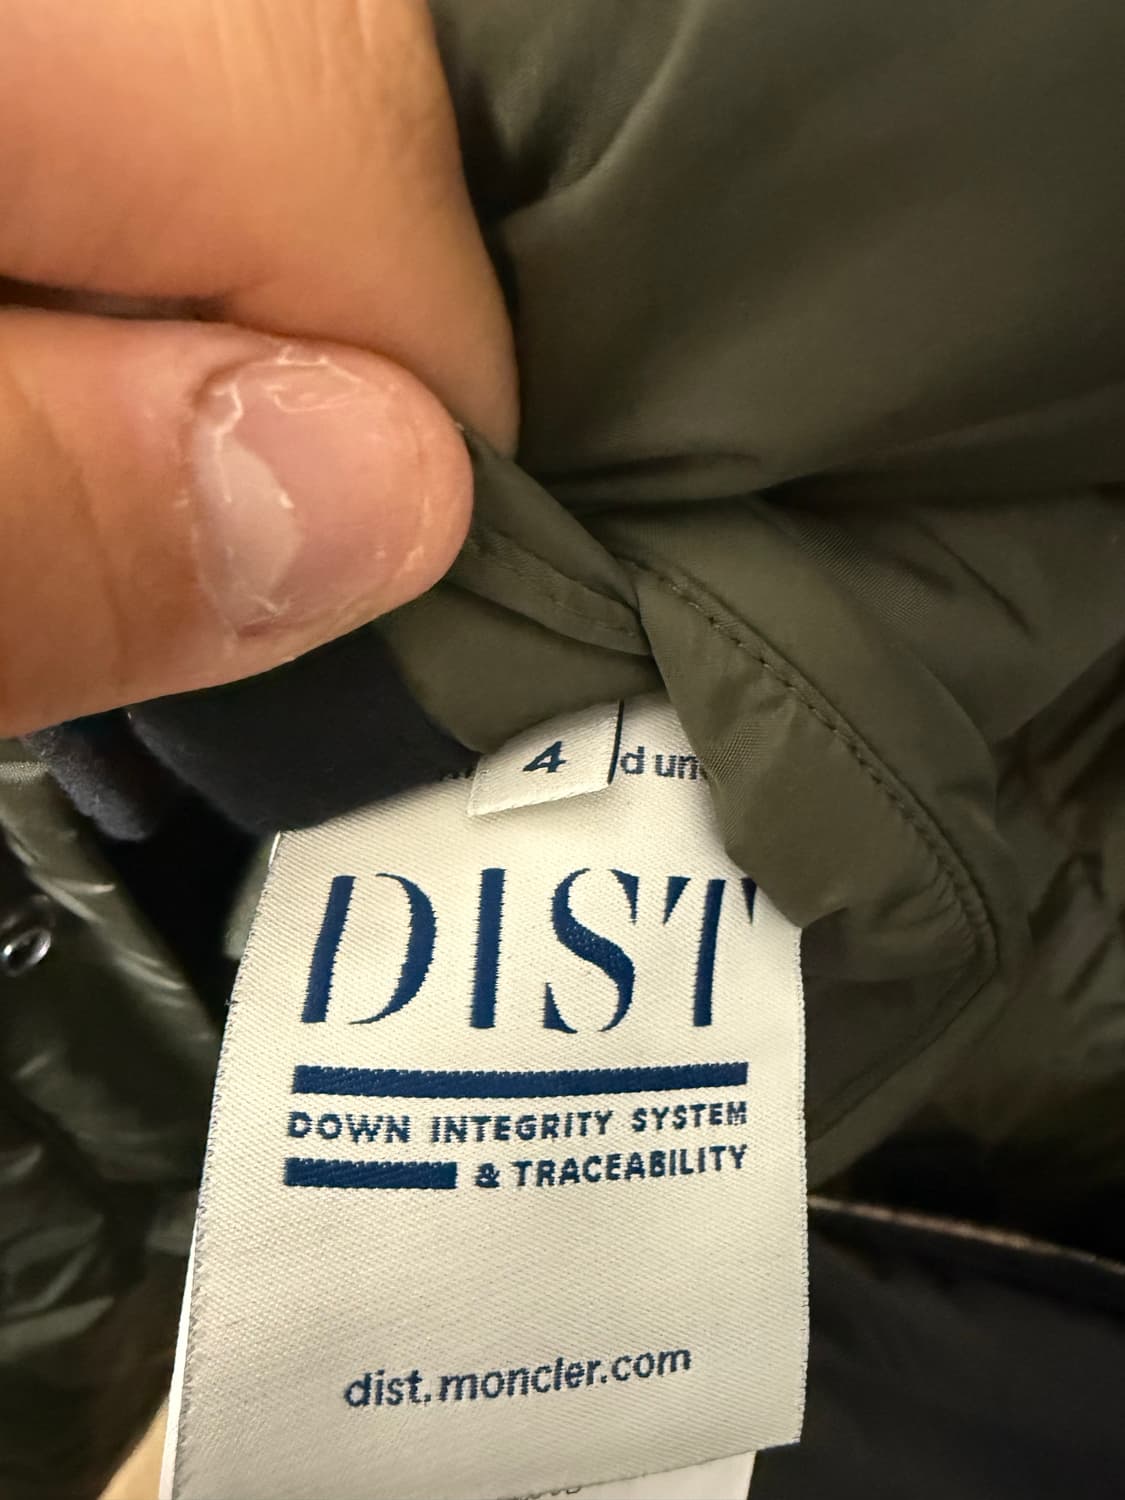 4
d un
DIST
DOWN INTEGRITY SYSTEM
& TRACEABILITY
dist.moncler.com